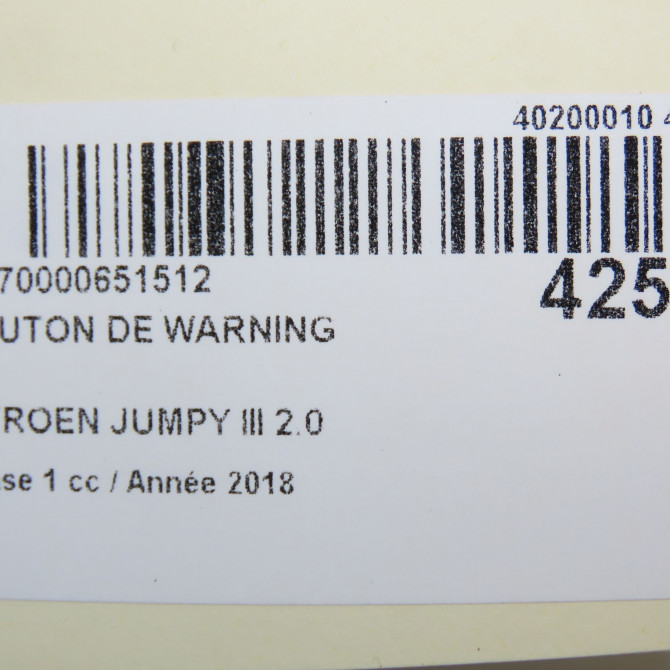 40200010 4
70000651512
425
UTON DE WARNING
ROEN JUMPY III 2.0
se 1 cc / Année 2018